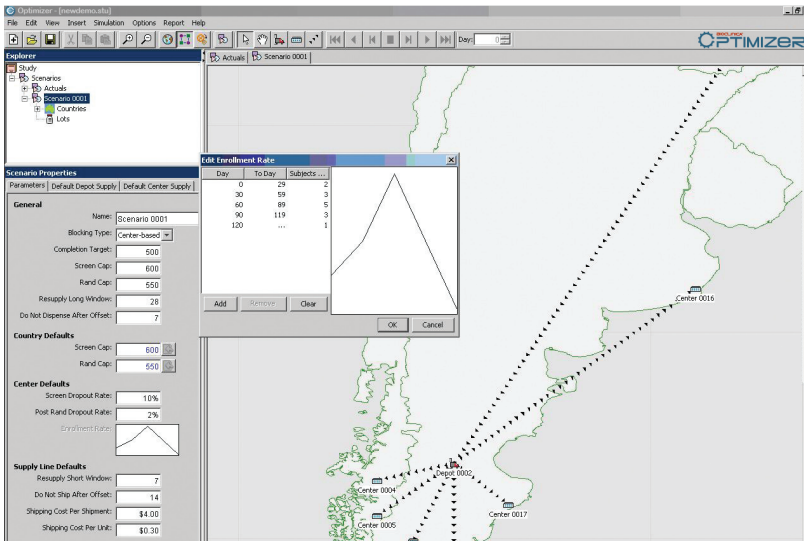 Optimizer - [newdemo.stu]
File Edit View Insert Simulation Options Report Help
Day: 0
OPTIMIZER
Explorer
Actuals Scenario 0001
Study
Scenarios
Actuals
Scenario 0001
Countries
Lots
Edit Enrollment Rate
Day To Day Subjects ...
0 29 2
30 59 3
60 89 5
90 119 3
120 ... 1
Add Remove Clear
OK Cancel
Scenario Properties
Parameters Default Depot Supply Default Center Supply
General
Name: Scenario 0001
Blocking Type: Center-based
Completion Target: 500
Screen Cap: 600
Rand Cap: 550
Resupply Long Window: 28
Do Not Dispense After Offset: 7
Country Defaults
Screen Cap: 600
Rand Cap: 550
Center Defaults
Screen Dropout Rate: 10%
Post Rand Dropout Rate: 2%
Enrollment Rate:
Supply Line Defaults
Resupply Short Window: 7
Do Not Ship After Offset: 14
Shipping Cost Per Shipment: $4.00
Shipping Cost Per Unit: $0.30
Center 0016
Depot 0002
Center 0004
Center 0017
Center 0005